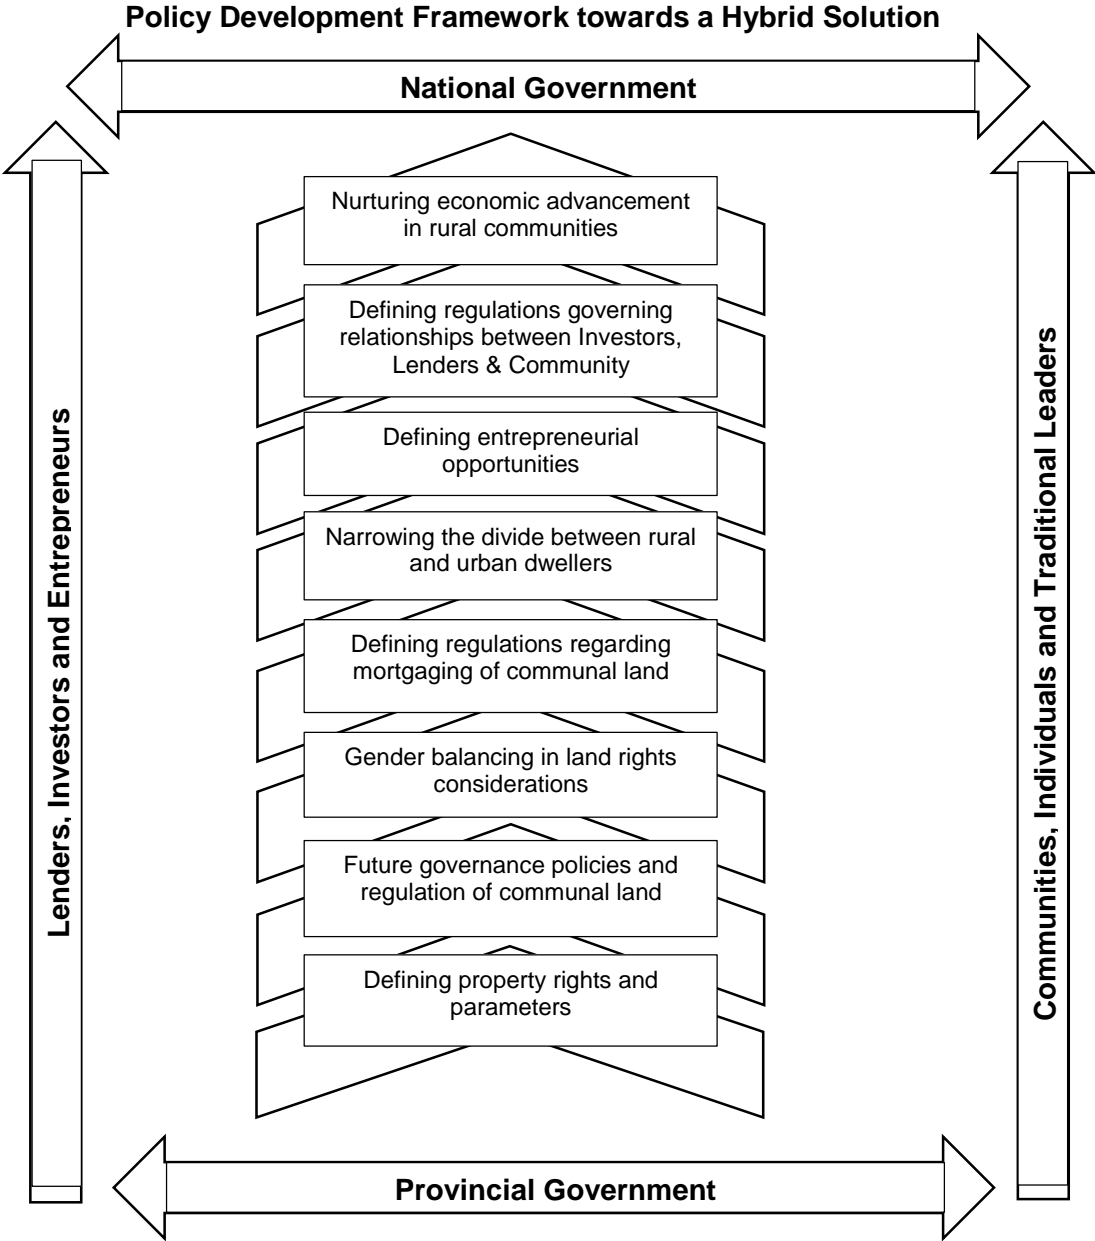 Policy Development Framework towards a Hybrid Solution
National Government
Nurturing economic advancement
in rural communities
Defining regulations governing
relationships between Investors,
Lenders & Community
Defining entrepreneurial
opportunities
Narrowing the divide between rural
and urban dwellers
Defining regulations regarding
mortgaging of communal land
Gender balancing in land rights
considerations
Future governance policies and
regulation of communal land
Defining property rights and
parameters
Lenders, Investors and Entrepreneurs
Communities, Individuals and Traditional Leaders
Provincial Government